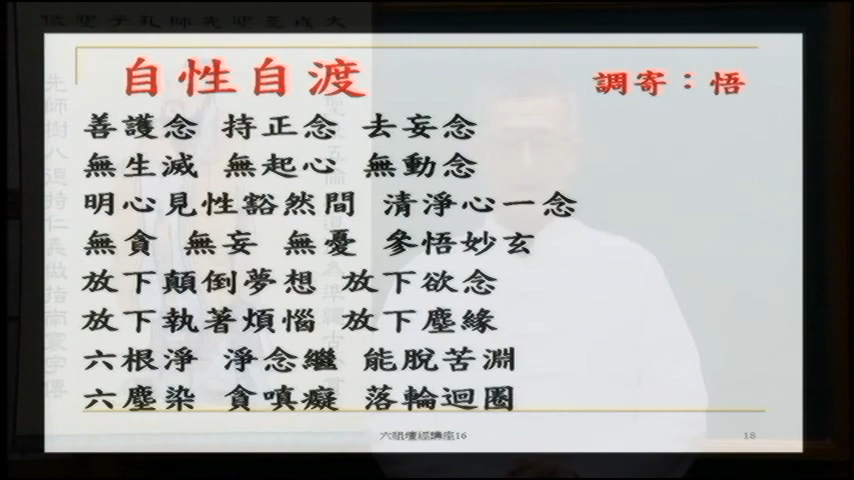 自性自渡 調寄：悟
善護念 持正念 去妄念
無生滅 無起心 無動念
明心見性豁然間 清淨心一念
無貪 無妄 無憂 參悟妙玄
放下顛倒夢想 放下欲念
放下執著煩惱 放下塵緣
六根淨 淨念繼 能脫苦淵
六塵染 貪嗔癡 落輪迴圈
六祖壇經講座16 18